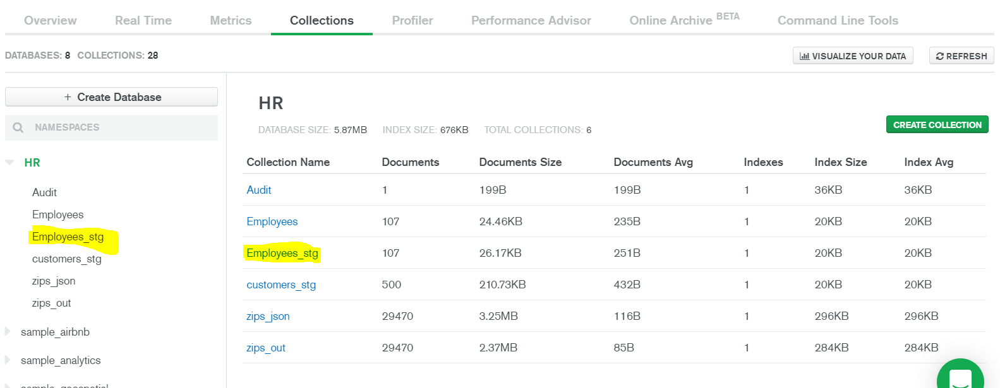 Overview Real Time Metrics Collections Profiler Performance Advisor Online Archive BETA Command Line Tools
DATABASES: 8 COLLECTIONS: 28
VISUALIZE YOUR DATA REFRESH
+ Create Database
NAMESPACES
HR
Audit
Employees
Employees_stg
customers_stg
zips_json
zips_out
sample_airbnb
sample_analytics
sample_geospatial
HR
DATABASE SIZE: 5.87MB INDEX SIZE: 676KB TOTAL COLLECTIONS: 6
CREATE COLLECTION
Collection Name Documents Documents Size Documents Avg Indexes Index Size Index Avg
Audit 1 199B 199B 1 36KB 36KB
Employees 107 24.46KB 235B 1 20KB 20KB
Employees_stg 107 26.17KB 251B 1 20KB 20KB
customers_stg 500 210.73KB 432B 1 20KB 20KB
zips_json 29470 3.25MB 116B 1 296KB 296KB
zips_out 29470 2.37MB 85B 1 284KB 284KB